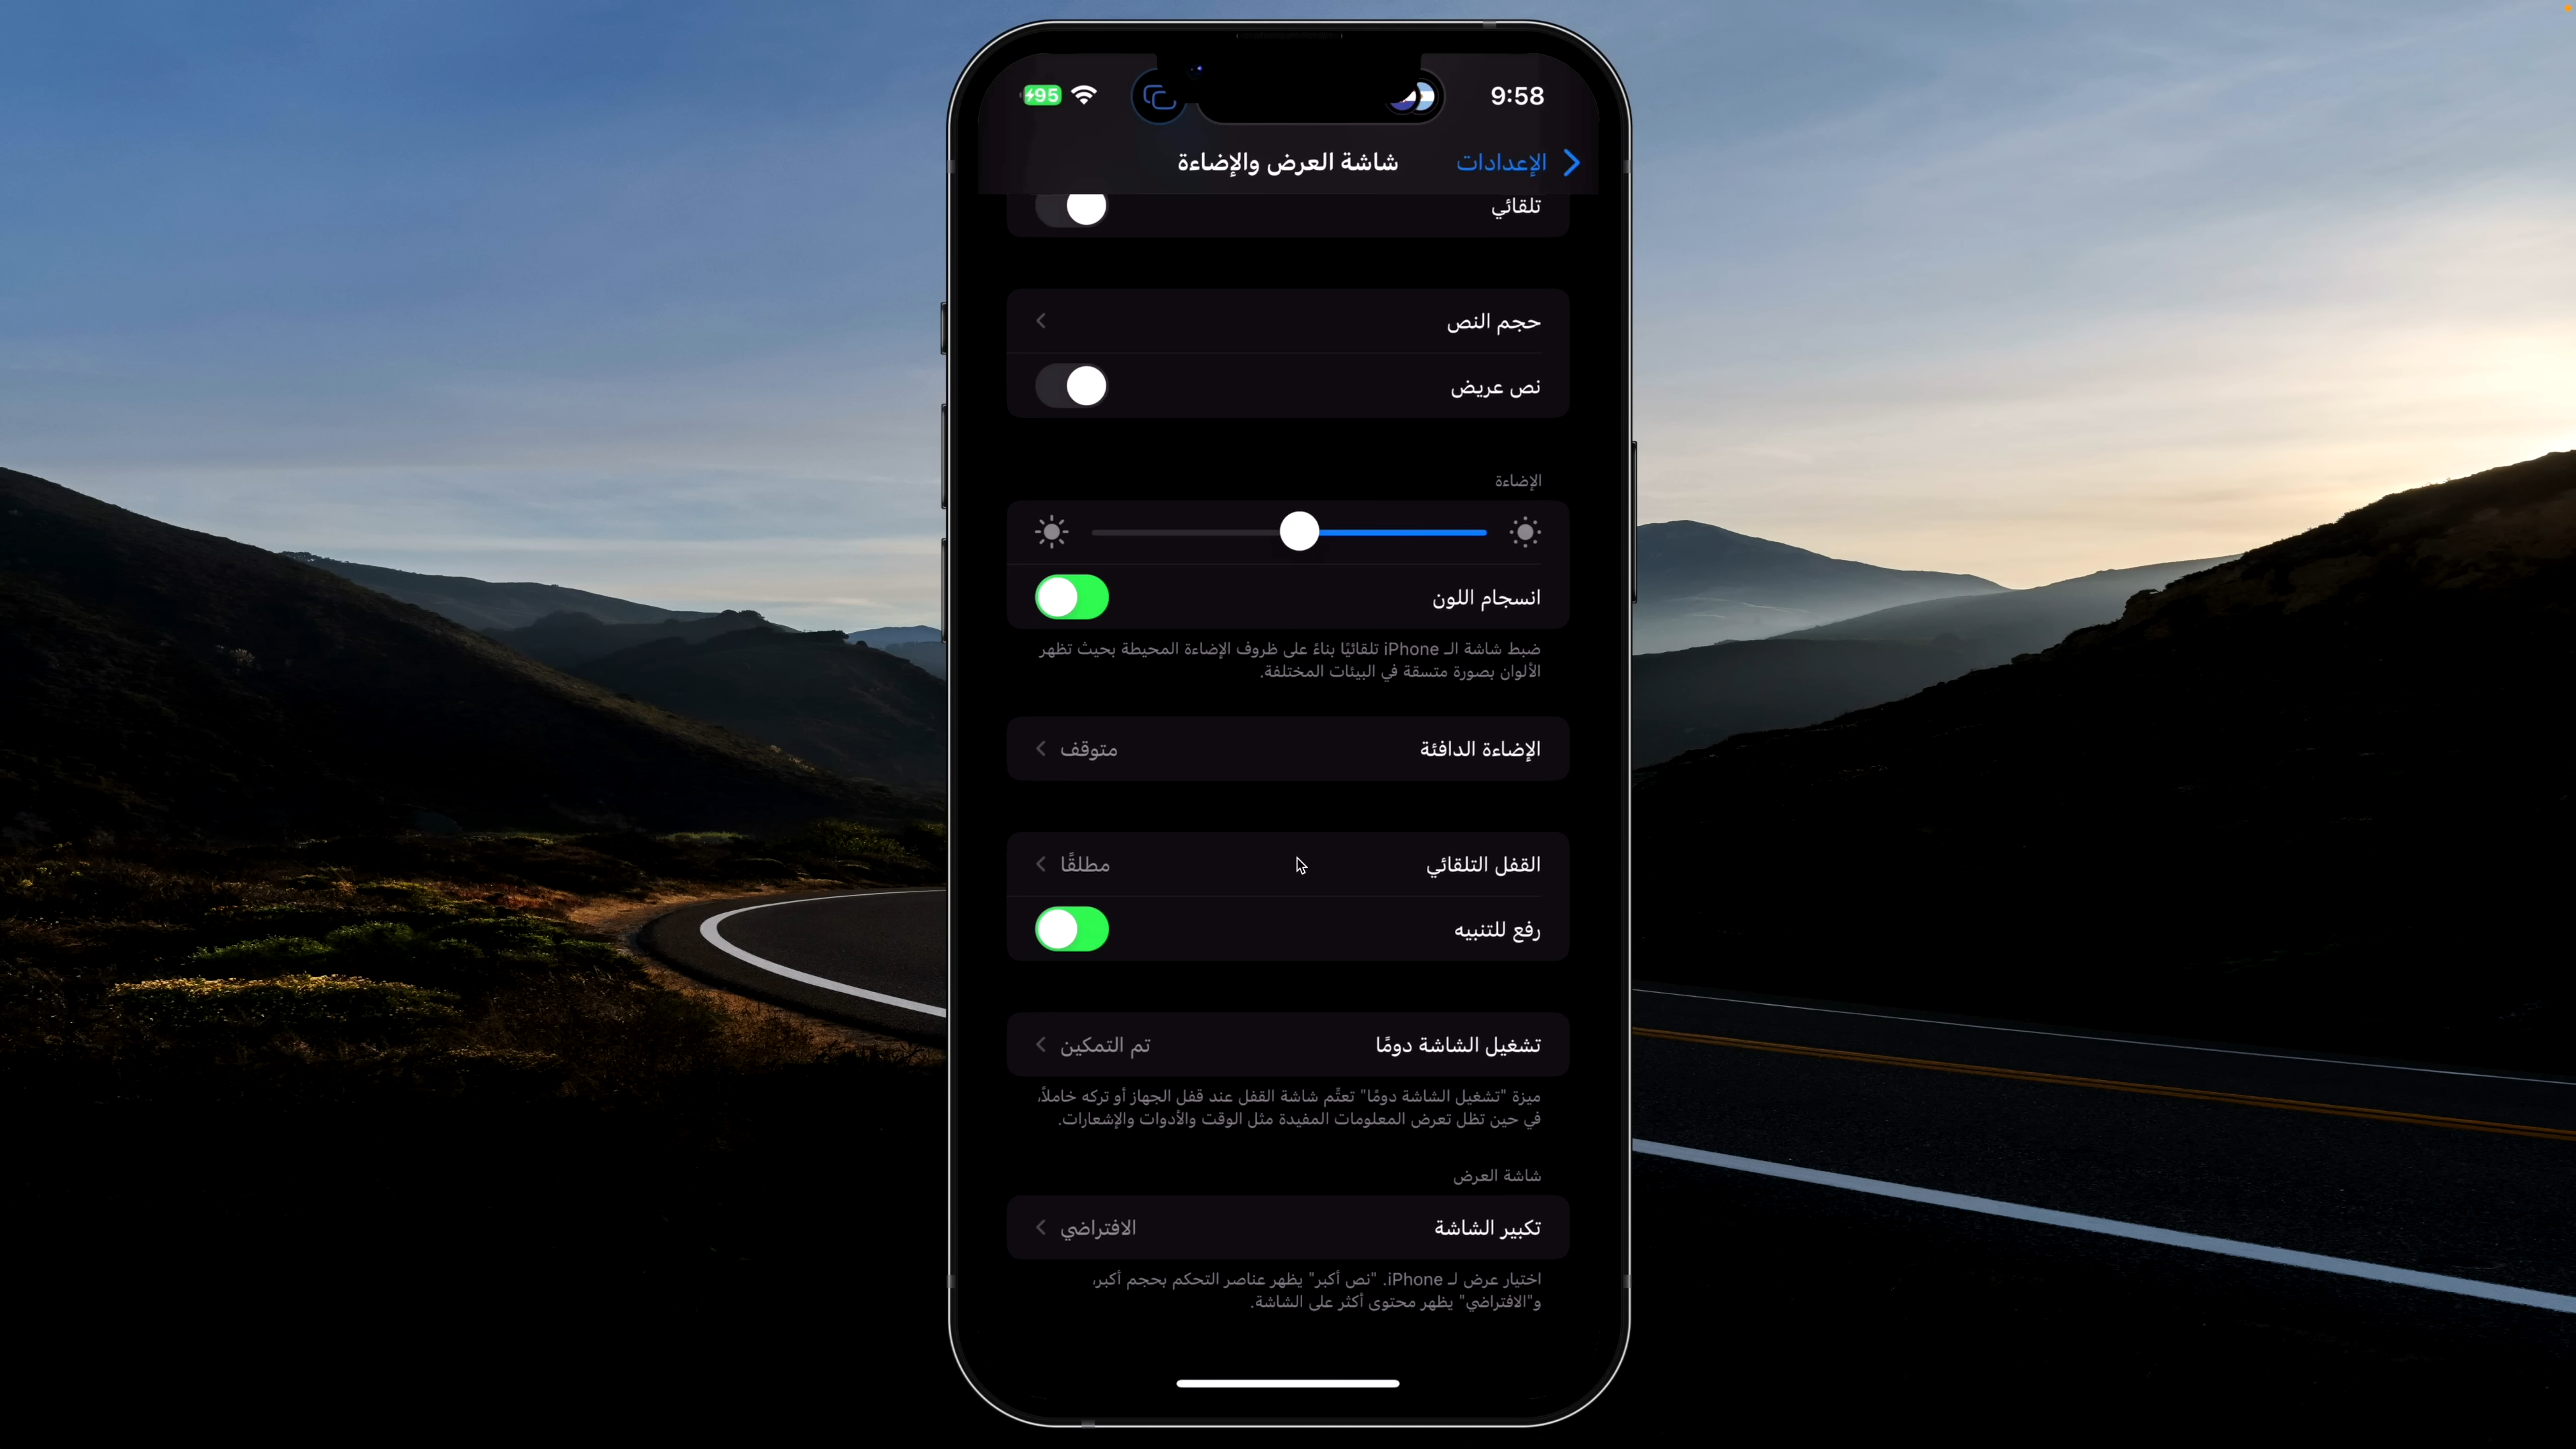 9:58
95
الإعدادات
شاشة العرض والإضاءة
تلقائي
حجم النص
نص عريض
الإضاءة
انسجام اللون
ضبط شاشة الـ iPhone تلقائيًا بناءً على ظروف الإضاءة المحيطة بحيث تظهر
الألوان بصورة متسقة في البيئات المختلفة.
الإضاءة الدافئة متوقف
القفل التلقائي مطلقًا
رفع للتنبيه
تشغيل الشاشة دومًا تم التمكين
ميزة "تشغيل الشاشة دومًا" تعتّم شاشة القفل عند قفل الجهاز أو تركه خاملاً،
في حين تظل تعرض المعلومات المفيدة مثل الوقت والأدوات والإشعارات.
شاشة العرض
تكبير الشاشة الافتراضي
اختيار عرض لـ iPhone. "نص أكبر" يظهر عناصر التحكم بحجم أكبر،
و"الافتراضي" يظهر محتوى أكثر على الشاشة.